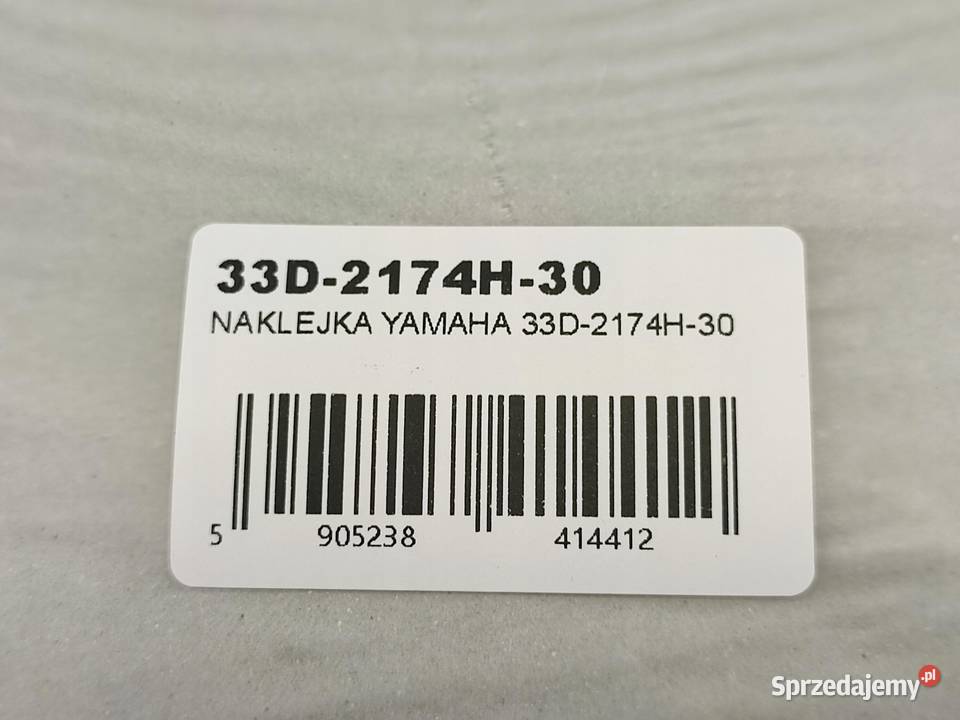 33D-2174H-30
NAKLEJKA YAMAHA 33D-2174H-30
5 905238 414412
Sprzedajemy.pl